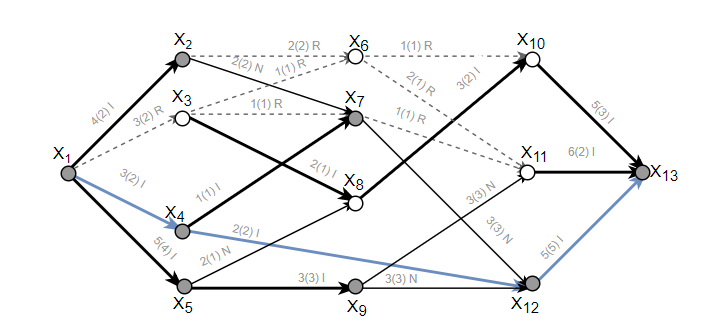 X2
2(2) R
X6
1(1) R
X10
2(2) N
1(1) R
2(1) R
3(2) I
4(2) I
X3
3(2) R
1(1) R
X7
1(1) R
5(3) I
X1
3(2) I
2(1) I
X11
6(2) I
X13
1(1) I
X8
3(3) N
X4
2(2) I
3(3) N
5(4) I
2(1) N
5(5) I
3(3) I
3(3) N
X5
X9
X12